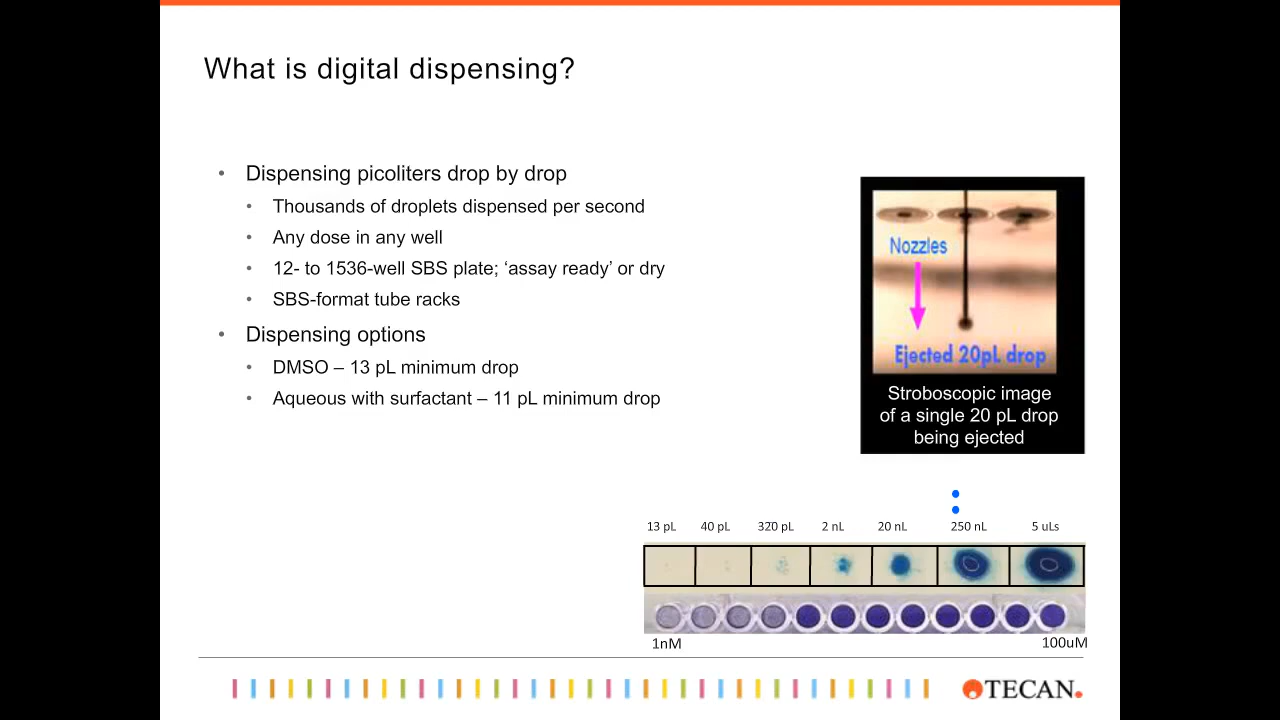 What is digital dispensing?
• Dispensing picoliters drop by drop
• Thousands of droplets dispensed per second
• Any dose in any well
• 12- to 1536-well SBS plate; ‘assay ready’ or dry
• SBS-format tube racks
• Dispensing options
• DMSO – 13 pL minimum drop
• Aqueous with surfactant – 11 pL minimum drop
Nozzles
Ejected 20pL drop
Stroboscopic image
of a single 20 pL drop
being ejected
13 pL 40 pL 320 pL 2 nL 20 nL 250 nL 5 uLs
1nM 100uM
TECAN.